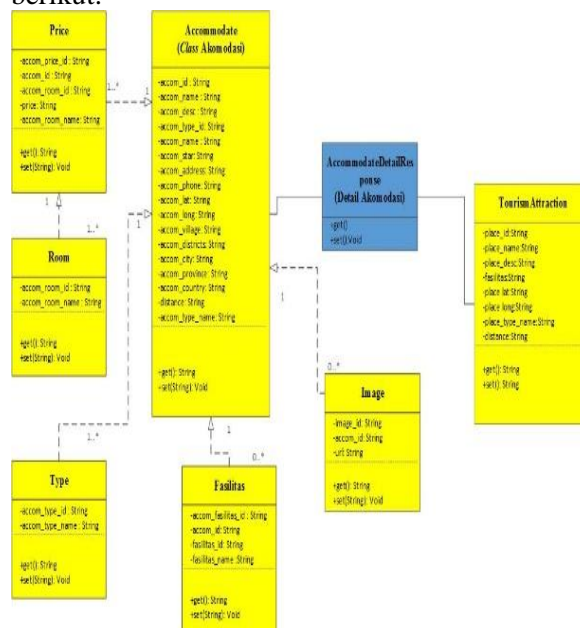 berikut:
Price
-accom_price_id : String
-accom_id : String
-accom_room_id : String
-price: String
-accom_room_name : String
+get(): String
+set(String): Void
1..*
1
Accommodate
(Class Akomodasi)
-accom_id : String
-accom_name : String
-accom_desc : String
-accom_type_id : String
-accom_name : String
-accom_star: String
-accom_address : String
-accom_phone: String
-accom_lat: String
-accom_long: String
-accom_village: String
-accom_districts: String
-accom_city: String
-accom_province : String
-accom_country : String
-distance: String
-accom_type_name: String
+get(): String
+set(String): Void
AccommodateDetailRes
ponse
(Detail Akomodasi)
+get()
+set():Void
TourismAttraction
-place_id:String
-place_name:String
-place_desc:String
-fasilitas:String
-place lat:String
-place long:String
-place_type_name:String
-distance:String
+get(): String
+set(): String
1
1..*
Room
-accom_room_id : String
-accom_room_name : String
+get(): String
+set(String): Void
1
1..*
Type
-accom_type_id : String
-accom_type_name : String
+get(): String
+set(String): Void
1
0..*
Fasilitas
-accom_fasilitas_id : String
-accom_id: String
-fasilitas_id: String
-fasilitas_name : String
+get(): String
+set(String): Void
1
0..*
Image
-image_id: String
-accom_id: String
-url: String
+get(): String
+set(String): Void